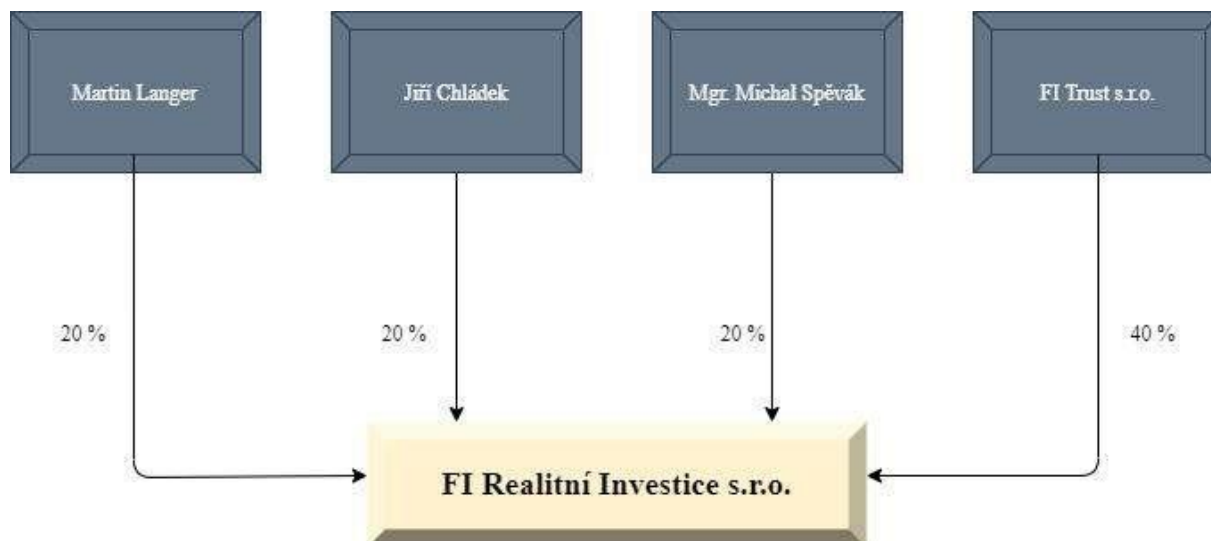 Martin Langer
Jiří Chládek
Mgr. Michal Spěvák
FI Trust s.r.o.
20 %
20 %
20 %
40 %
FI Realitní Investice s.r.o.